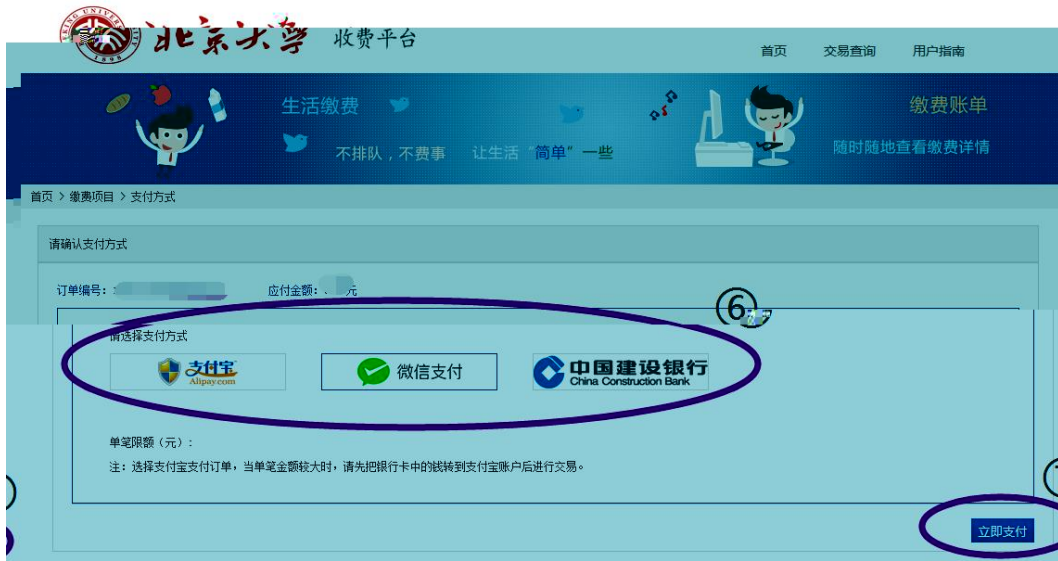 北京大学 收费平台
首页 交易查询 用户指南
生活缴费
不排队，不费事 让生活“简单”一些
缴费账单
随时随地查看缴费详情
首页 > 缴费项目 > 支付方式
请确认支付方式
订单编号： 应付金额： 元
⑥
请选择支付方式
支付宝
Alipay.com
微信支付
中国建设银行
China Construction Bank
单笔限额（元）：
注：选择支付宝支付订单，当单笔金额较大时，请先把银行卡中的钱转到支付宝账户后进行交易。
立即支付